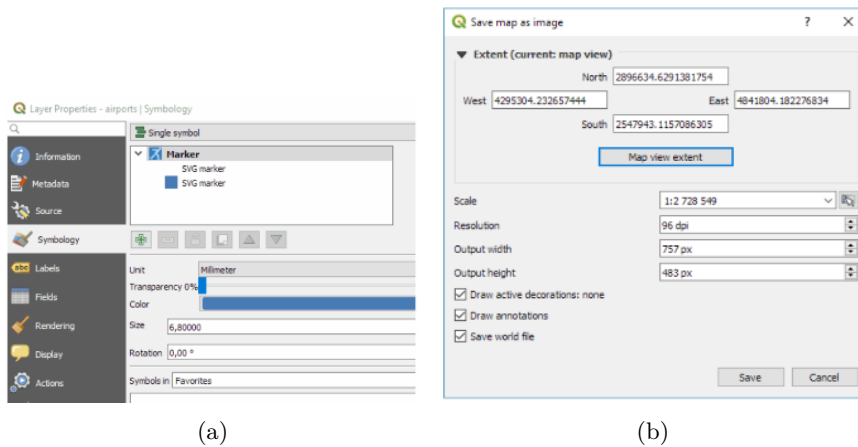 Layer Properties - airports | Symbology
Information
Metadata
Source
Symbology
abc Labels
Fields
Rendering
Display
Actions
Single symbol
Marker
SVG marker
SVG marker
Unit Milimeter
Transparency 0%
Color
Size 6,80000
Rotation 0,00 °
Symbols in Favorites
(a)
Save map as image ? ×
Extent (current: map view)
North 2896634.6291381754
West 4295304.232657444 East 4841804.182276834
South 2547943.1157086305
Map view extent
Scale 1:2 728 549
Resolution 96 dpi
Output width 757 px
Output height 483 px
Draw active decorations: none
Draw annotations
Save world file
Save Cancel
(b)